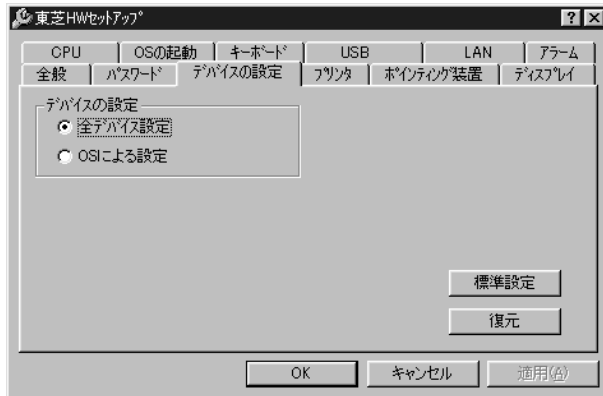 東芝HWｾｯﾄｱｯﾌﾟ
CPU OSの起動 ｷｰﾎﾞｰﾄﾞ USB LAN アラーム
全般 ﾊﾟｽワｰﾄﾞ デバイスの設定 プリンタ ﾎﾟｲﾝﾃｨﾝｸﾞ装置 ﾃﾞｨｽﾌﾟﾚｲ
デバイスの設定
全デバイス設定
OSによる設定
標準設定
復元
OK キャンセル 適用(A)